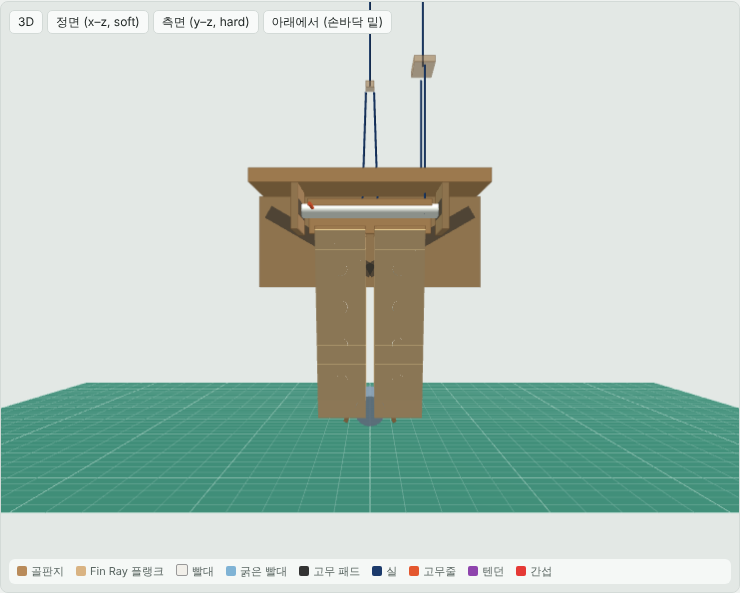 3D 정면 (x–z, soft) 측면 (y–z, hard) 아래에서 (손바닥 밑)
골판지 Fin Ray 플랭크 빨대 굵은 빨대 고무 패드 실 고무줄 텐던 간섭